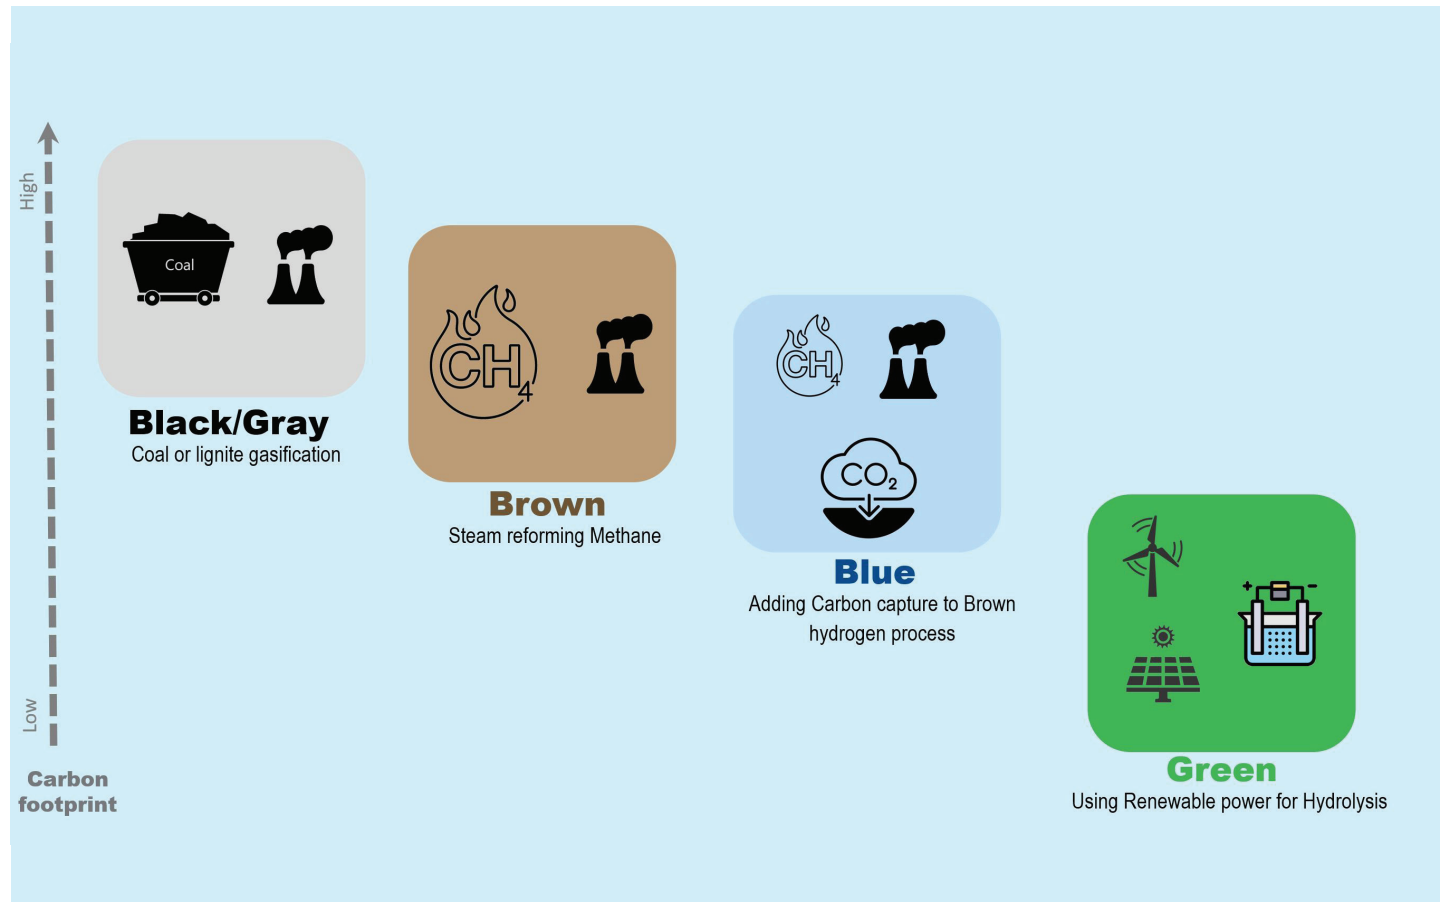 High
Low
Carbon
footprint
Coal
Black/Gray
Coal or lignite gasification
CH4
Brown
Steam reforming Methane
CH4
CO2
Blue
Adding Carbon capture to Brown
hydrogen process
+ −
Green
Using Renewable power for Hydrolysis